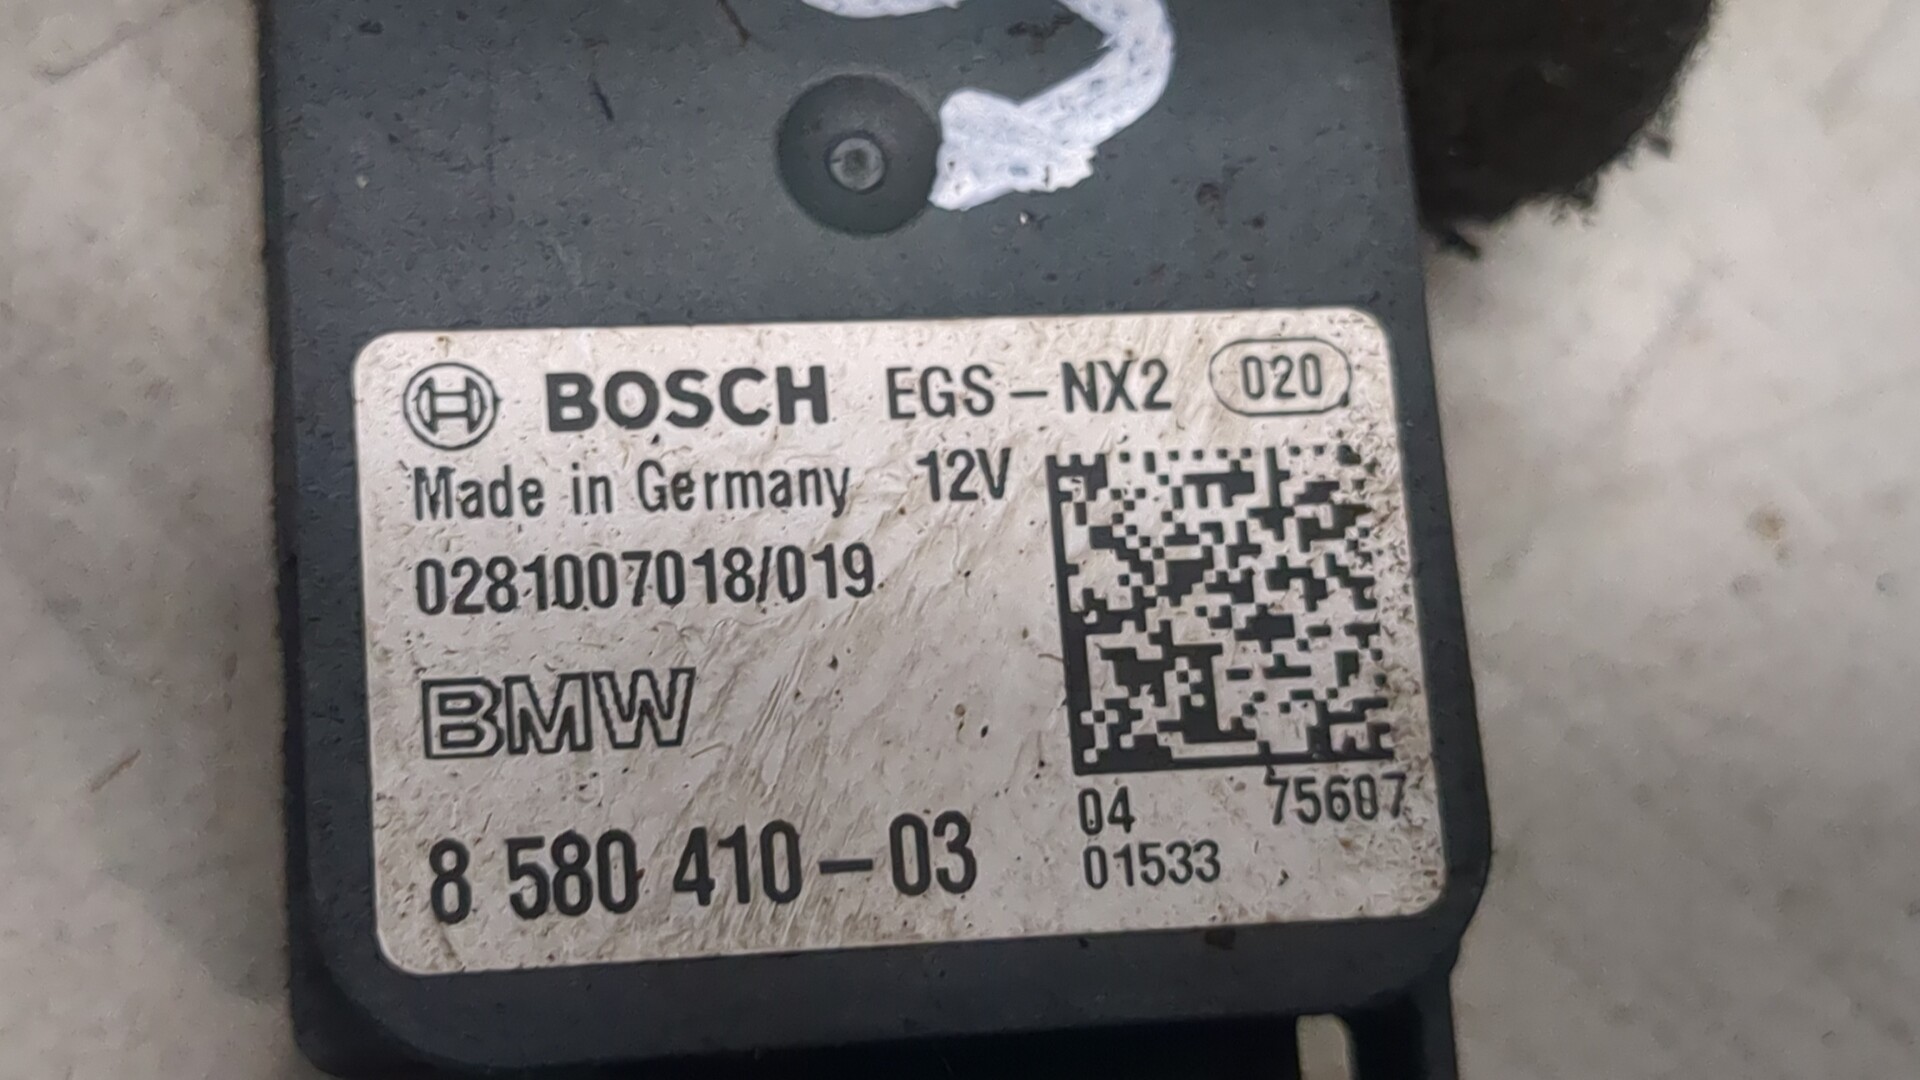 BOSCH EGS-NX2 020
Made in Germany 12V
0281007018/019
BMW
04 75607
8 580 410-03
01533